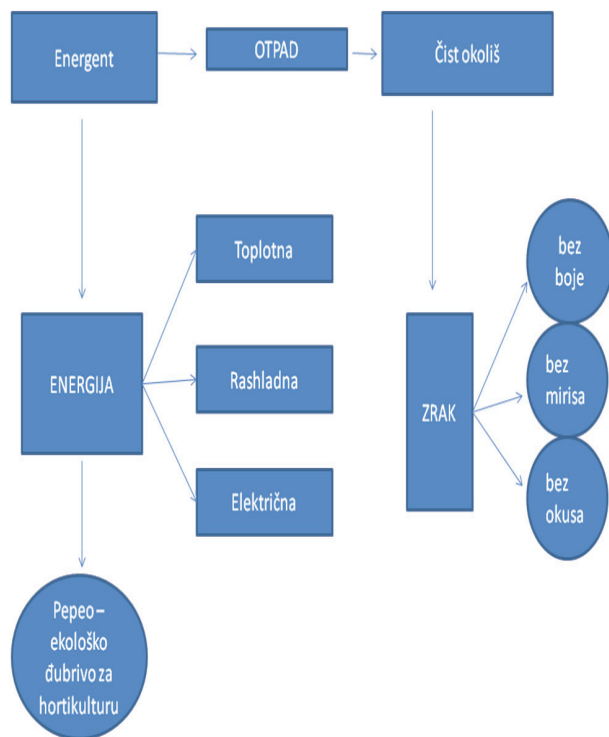 Energent
OTPAD
Čist okoliš
Toplotna
bez
boje
ENERGIJA
Rashladna
ZRAK
bez
mirisa
Električna
bez
okusa
Pepeo –
ekološko
đubrivo za
hortikulturu